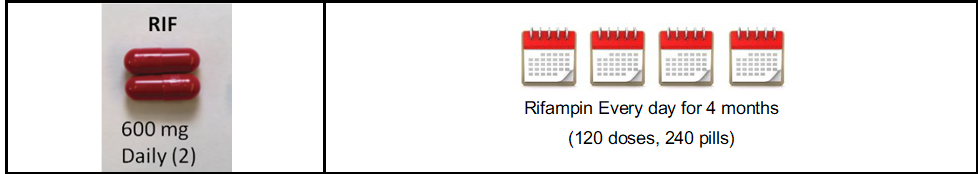 RIF
600 mg
Daily (2)
Rifampin Every day for 4 months
(120 doses, 240 pills)